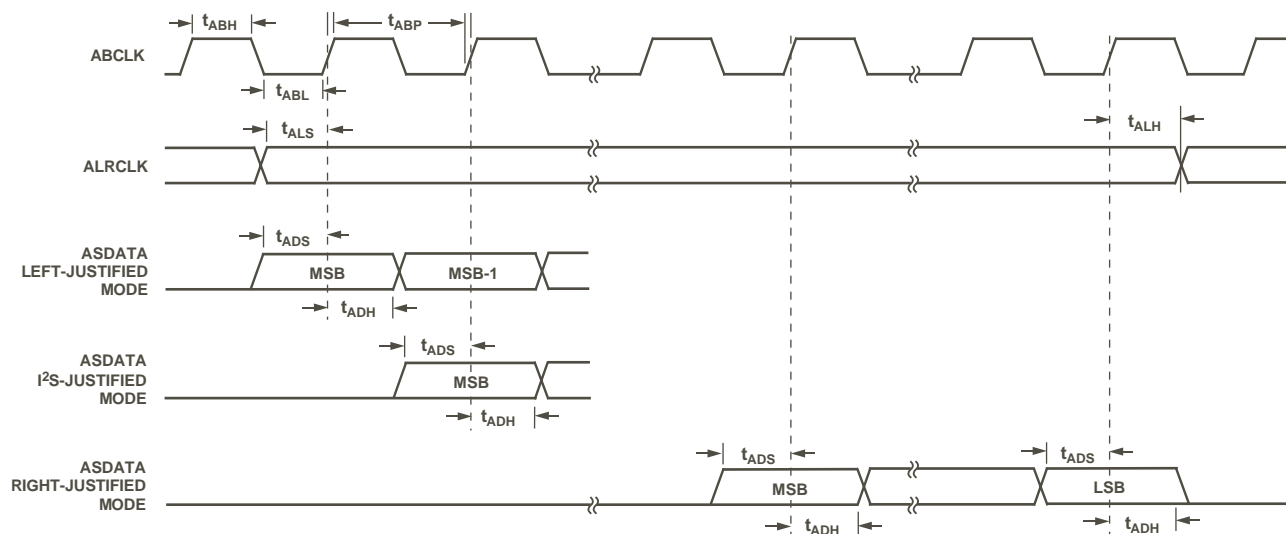 tABH
tABP
ABCLK
tABL
tALS
tALH
ALRCLK
tADS
ASDATA
LEFT-JUSTIFIED
MODE
MSB
MSB-1
tADH
tADS
ASDATA
I²S-JUSTIFIED
MODE
MSB
tADH
tADS
tADS
ASDATA
RIGHT-JUSTIFIED
MODE
MSB
LSB
tADH
tADH